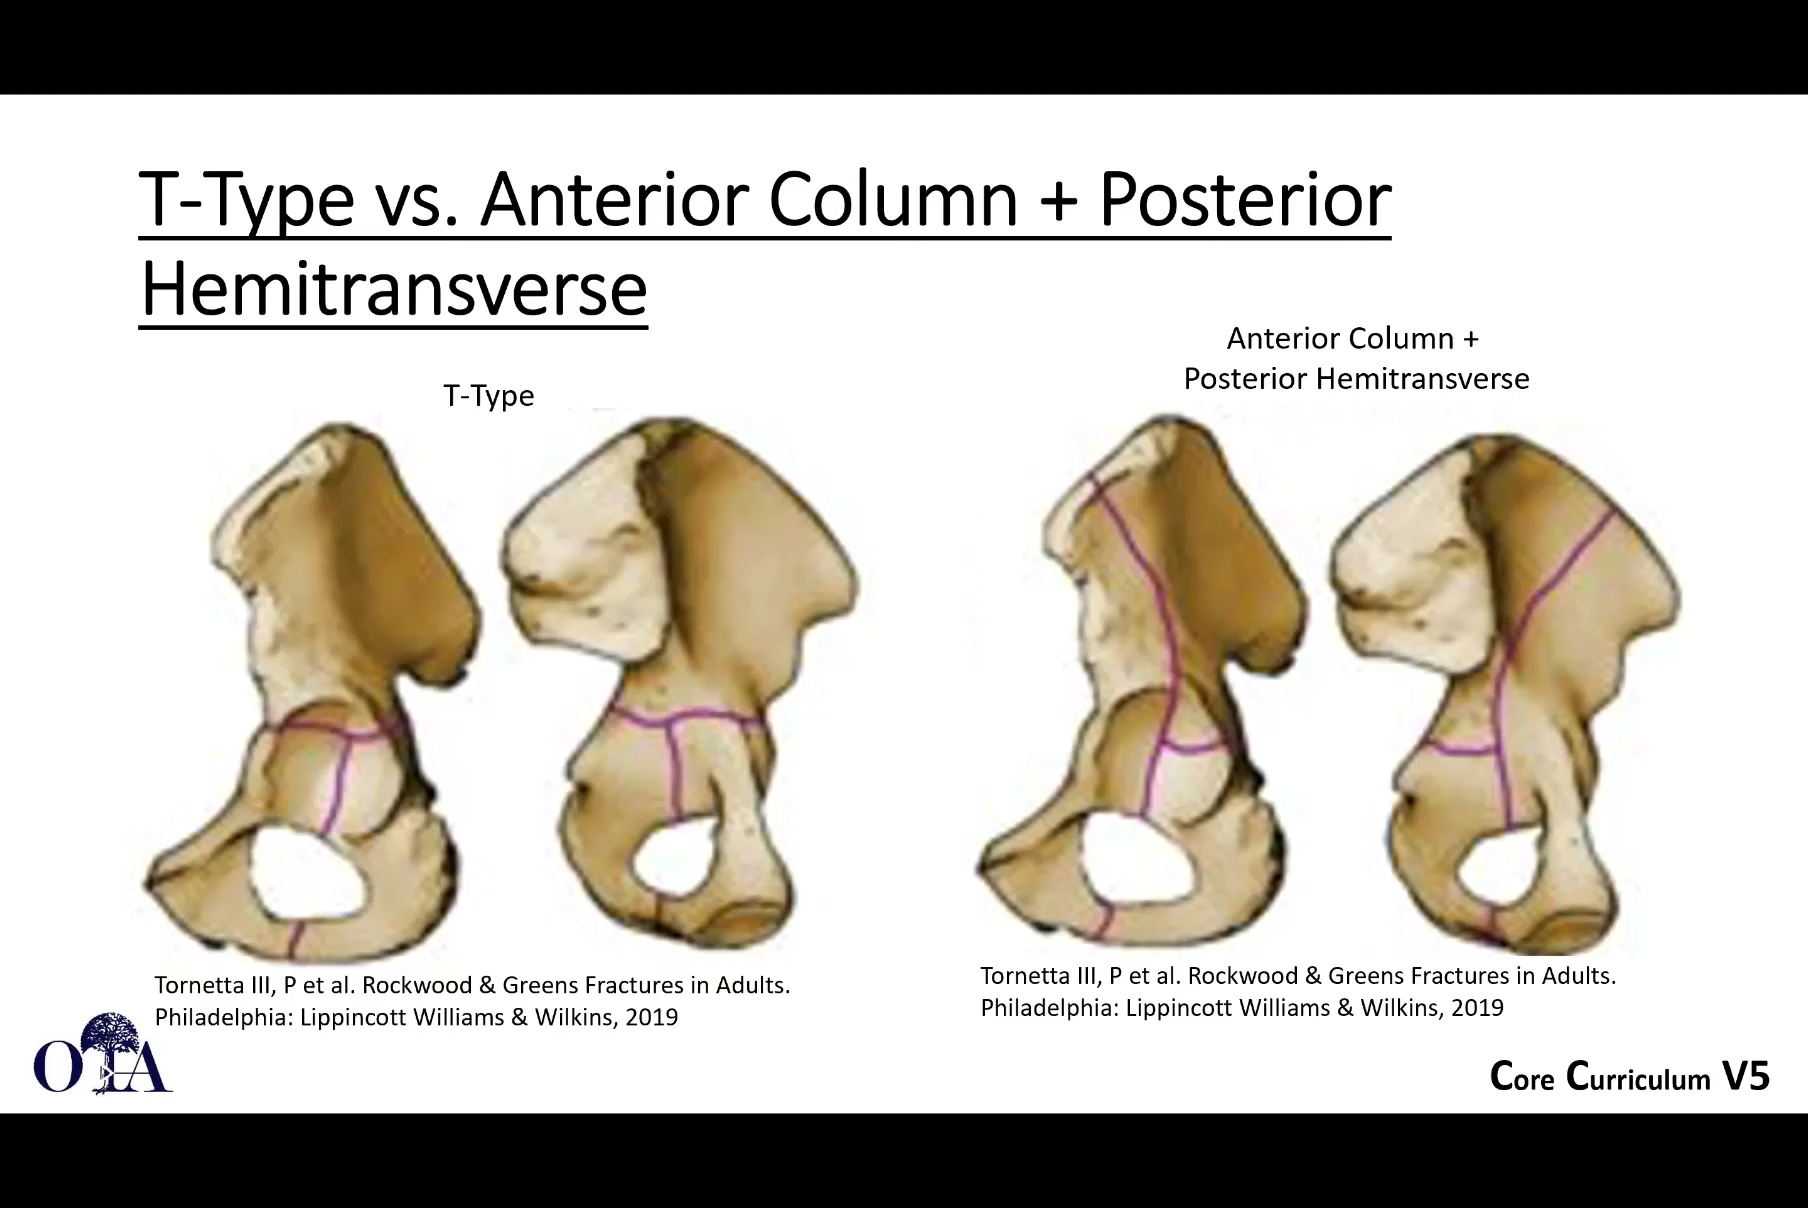 T-Type vs. Anterior Column + Posterior
Hemitransverse
T-Type
Anterior Column +
Posterior Hemitransverse
Tornetta III, P et al. Rockwood & Greens Fractures in Adults.
Philadelphia: Lippincott Williams & Wilkins, 2019
Tornetta III, P et al. Rockwood & Greens Fractures in Adults.
Philadelphia: Lippincott Williams & Wilkins, 2019
OTA
Core Curriculum V5